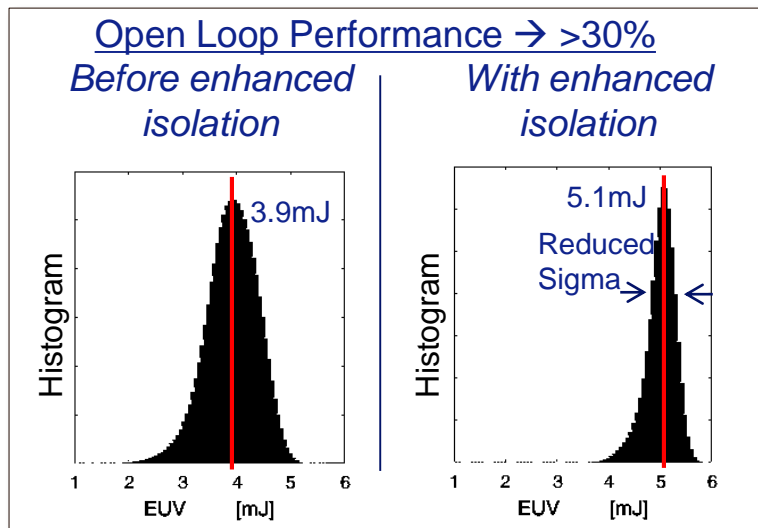 Open Loop Performance → >30%
Before enhanced
isolation
3.9mJ
Histogram
1 2 3 4 5 6
EUV [mJ]
With enhanced
isolation
5.1mJ
Reduced
Sigma
Histogram
1 2 3 4 5 6
EUV [mJ]